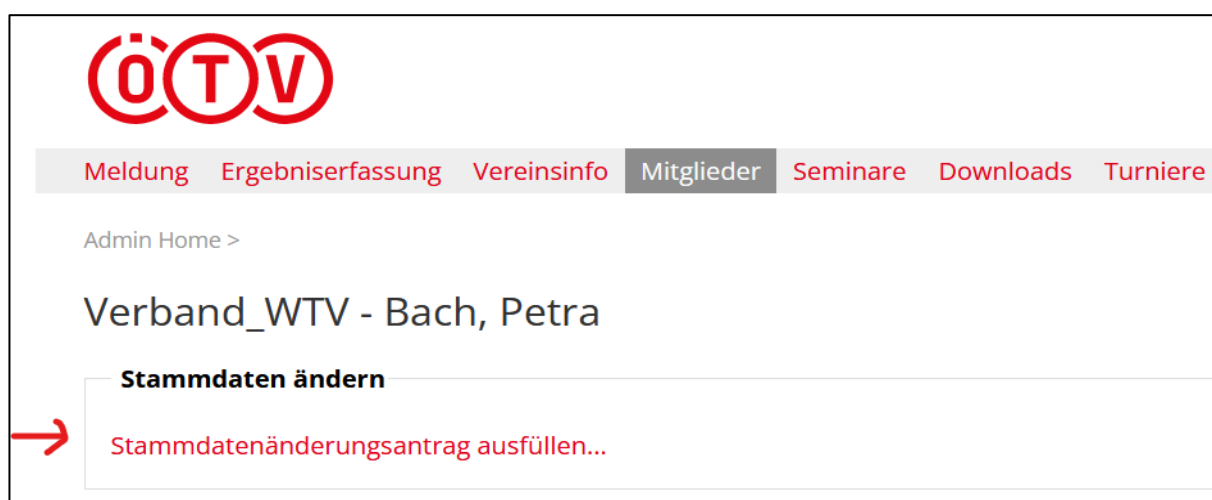 ÖTV
Meldung Ergebniserfassung Vereinsinfo Mitglieder Seminare Downloads Turniere
Admin Home >
Verband_WTV - Bach, Petra
Stammdaten ändern
Stammdatenänderungsantrag ausfüllen...